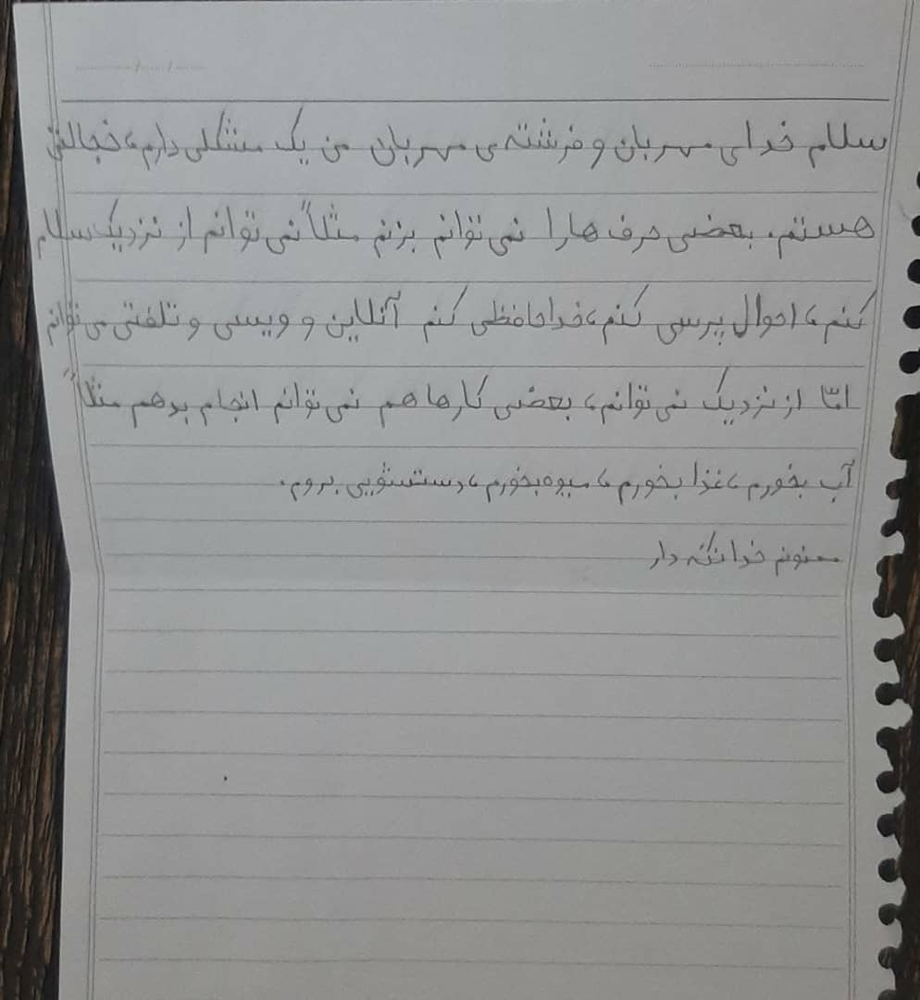 سلام خدای مهربان و فرشته ی مهربان من یک مشکلی دارم، خجالتی
هستم. بعضی حرف ها را نمی توانم بزنم مثلاً نمی توانم از نزدیک سلام
کنم، احوال پرسی کنم، خداحافظی کنم آنلاین و ویسی و تلفنی می توانم
امّا از نزدیک نمی توانم، بعضی کارها هم نمی توانم انجام بدهم مثلاً
آب بخورم، غذا بخورم، میوه بخورم، دستشویی بروم.
ممنونم خدانگه دار